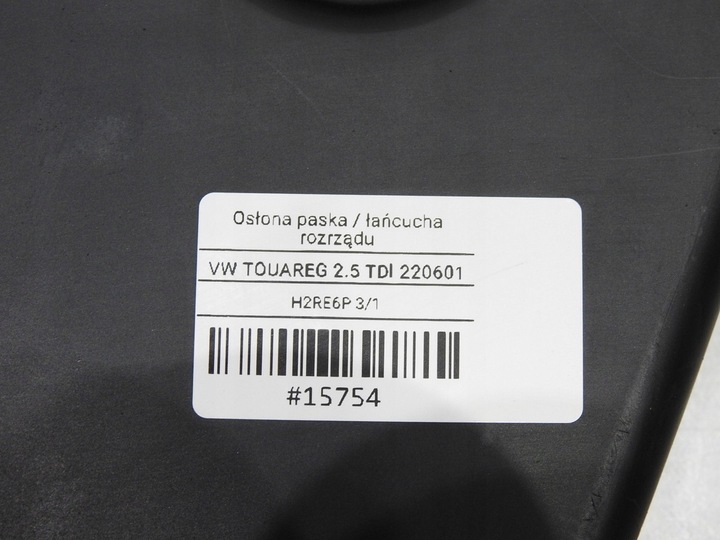 Osłona paska / łańcucha
rozrządu
VW TOUAREG 2.5 TDI 220601
H2RE6P 3/1
#15754